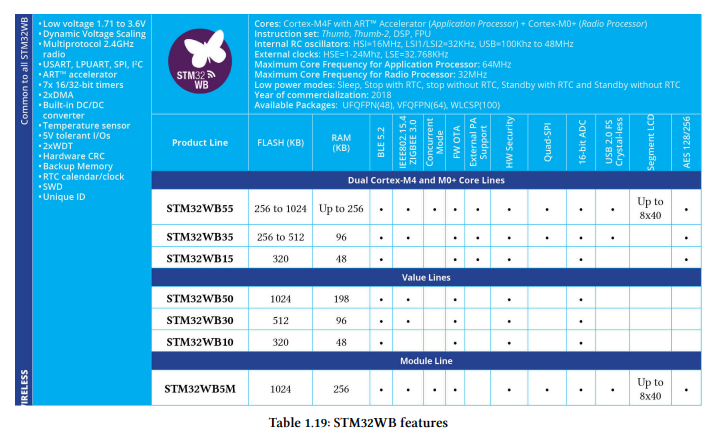 Common to all STM32WB
WIRELESS
•Low voltage 1.71 to 3.6V
•Dynamic Voltage Scaling
•Multiprotocol 2.4GHz
radio
•USART, LPUART, SPI, I²C
•ART™ accelerator
•7x 16/32-bit timers
•2xDMA
•Built-in DC/DC
converter
•Temperature sensor
•5V tolerant I/Os
•2xWDT
•Hardware CRC
•Backup Memory
•RTC calendar/clock
•SWD
•Unique ID
STM32
WB
Cores: Cortex-M4F with ART™ Accelerator (Application Processor) + Cortex-M0+ (Radio Processor)
Instruction set: Thumb, Thumb-2, DSP, FPU
Internal RC oscillators: HSI=16MHz, LSI1/LSI2=32KHz, USB=100Khz to 48MHz
External clocks: HSE=1-24Mhz, LSE=32.768KHz
Maximum Core Frequency for Application Processor: 64MHz
Maximum Core Frequency for Radio Processor: 32MHz
Low power modes: Sleep, Stop with RTC, stop without RTC, Standby with RTC and Standby without RTC
Year of commercialization: 2018
Available Packages: UFQFPN(48), VFQFPN(64), WLCSP(100)
Product Line FLASH (KB) RAM (KB) BLE 5.2 IEEE802.15.4 ZIGBEE 3.0 Concurrent Mode FW OTA External PA Support HW Security Quad-SPI 16-bit ADC USB 2.0 FS Crystal-less Segment LCD AES 128/256
Dual Cortex-M4 and M0+ Core Lines
STM32WB55 256 to 1024 Up to 256 • • • • • • • • • Up to 8x40 •
STM32WB35 256 to 512 96 • • • • • • • • •
STM32WB15 320 48 • • • • • •
Value Lines
STM32WB50 1024 198 • • • • •
STM32WB30 512 96 • • • • •
STM32WB10 320 48 • • • •
Module Line
STM32WB5M 1024 256 • • • • • • • • Up to 8x40 •
Table 1.19: STM32WB features